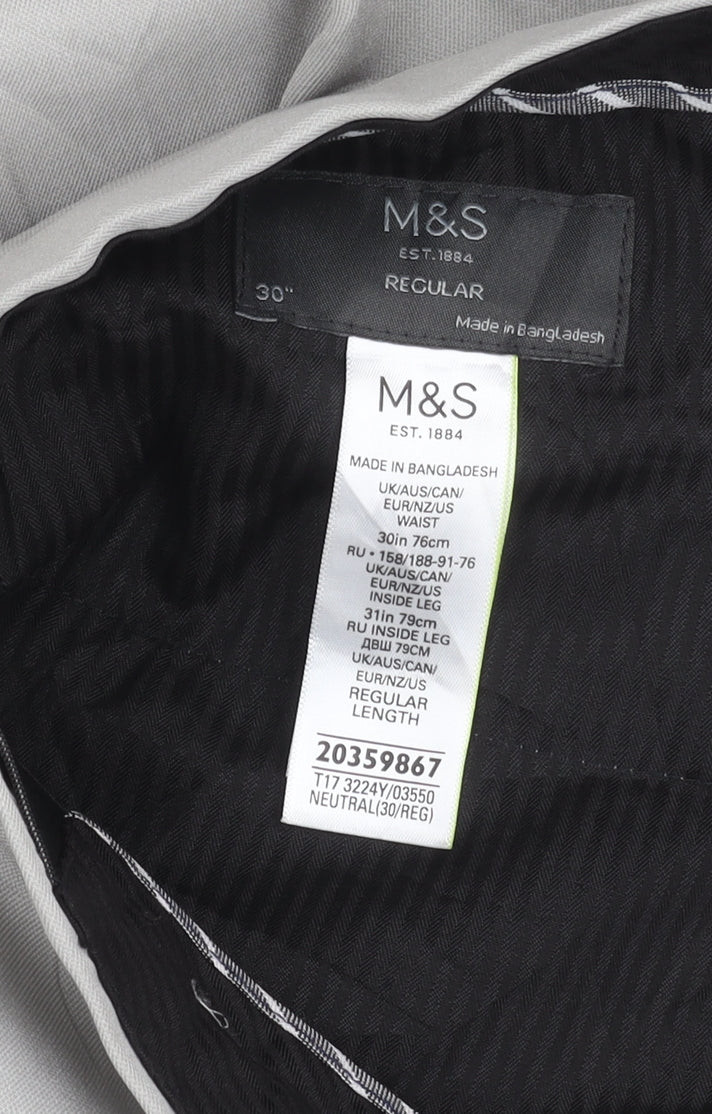 M&S
EST.1884
30" REGULAR
Made in Bangladesh
M&S
EST. 1884
MADE IN BANGLADESH
UK/AUS/CAN/
EUR/NZ/US
WAIST
30in 76cm
RU • 158/188-91-76
UK/AUS/CAN/
EUR/NZ/US
INSIDE LEG
31in 79cm
RU INSIDE LEG
ДВШ 79СМ
UK/AUS/CAN/
EUR/NZ/US
REGULAR
LENGTH
20359867
T17 3224Y/03550
NEUTRAL(30/REG)